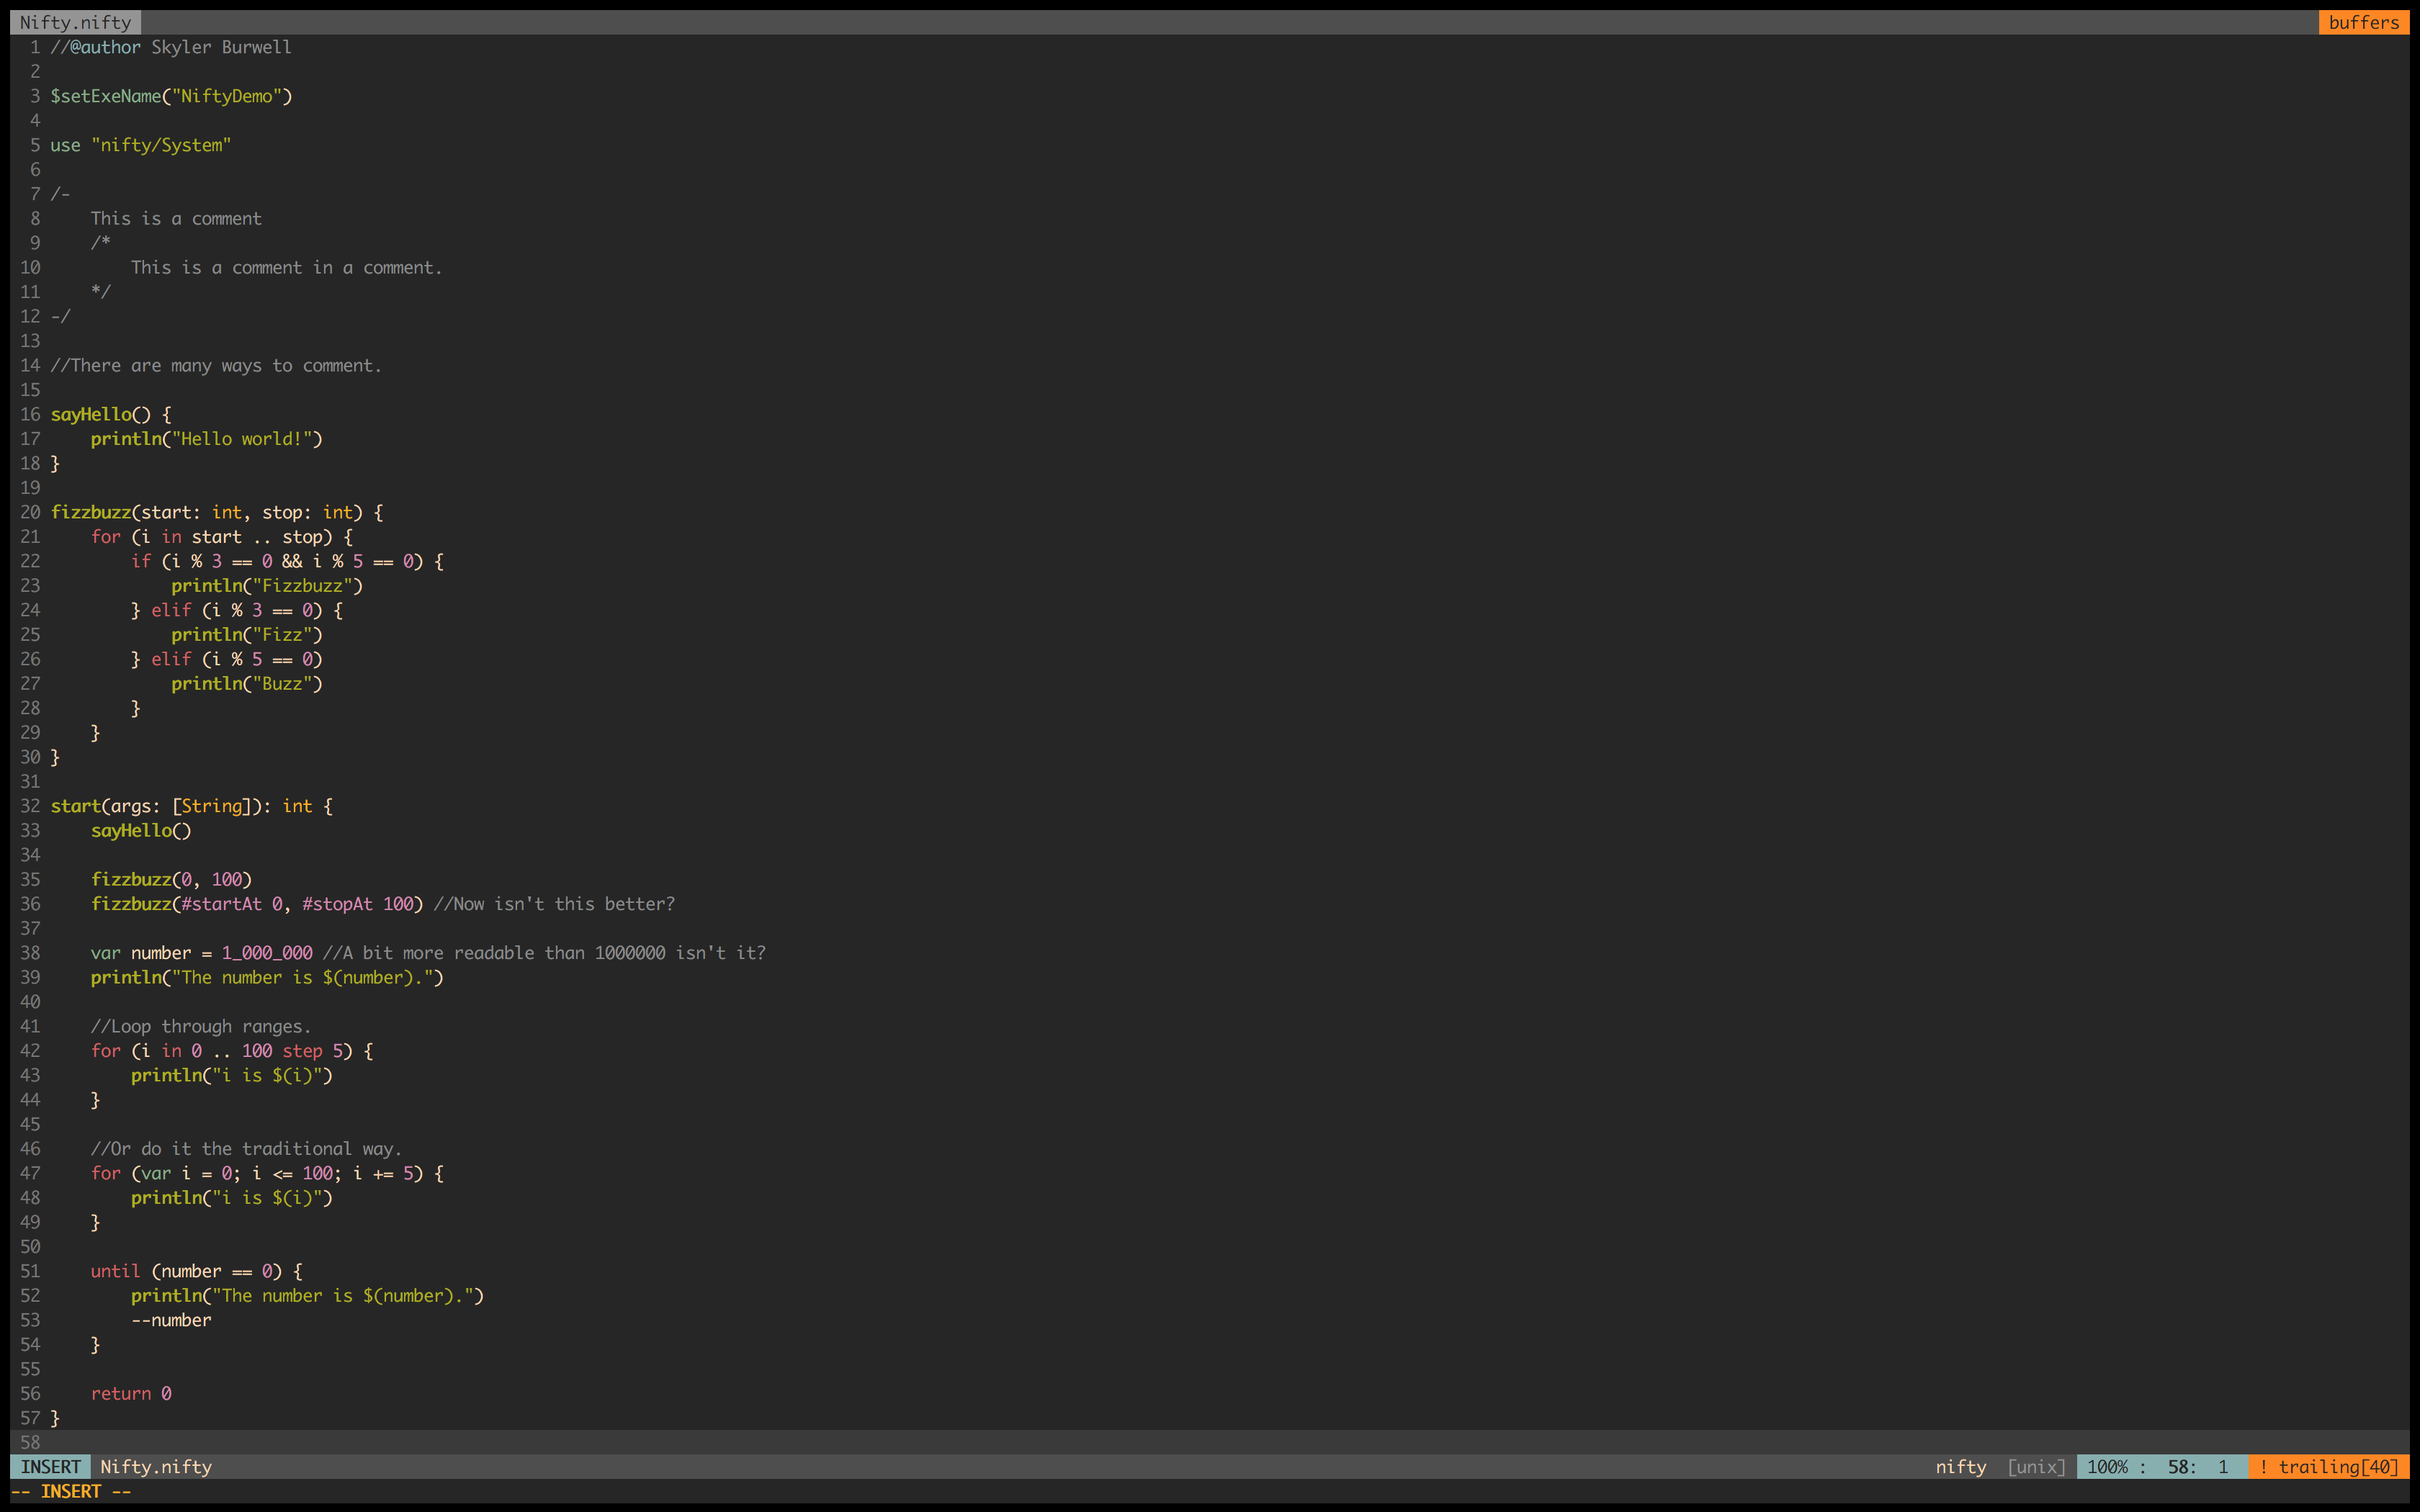 Nifty.nifty buffers
1 //@author Skyler Burwell
2
3 $setExeName("NiftyDemo")
4
5 use "nifty/System"
6
7 /-
8     This is a comment
9     /*
10         This is a comment in a comment.
11     */
12 -/
13
14 //There are many ways to comment.
15
16 sayHello() {
17     println("Hello world!")
18 }
19
20 fizzbuzz(start: int, stop: int) {
21     for (i in start .. stop) {
22         if (i % 3 == 0 && i % 5 == 0) {
23             println("Fizzbuzz")
24         } elif (i % 3 == 0) {
25             println("Fizz")
26         } elif (i % 5 == 0)
27             println("Buzz")
28         }
29     }
30 }
31
32 start(args: [String]): int {
33     sayHello()
34
35     fizzbuzz(0, 100)
36     fizzbuzz(#startAt 0, #stopAt 100) //Now isn't this better?
37
38     var number = 1_000_000 //A bit more readable than 1000000 isn't it?
39     println("The number is $(number).")
40
41     //Loop through ranges.
42     for (i in 0 .. 100 step 5) {
43         println("i is $(i)")
44     }
45
46     //Or do it the traditional way.
47     for (var i = 0; i <= 100; i += 5) {
48         println("i is $(i)")
49     }
50
51     until (number == 0) {
52         println("The number is $(number).")
53         --number
54     }
55
56     return 0
57 }
58
INSERT Nifty.nifty nifty [unix] 100% : 58: 1 ! trailing[40]
-- INSERT --